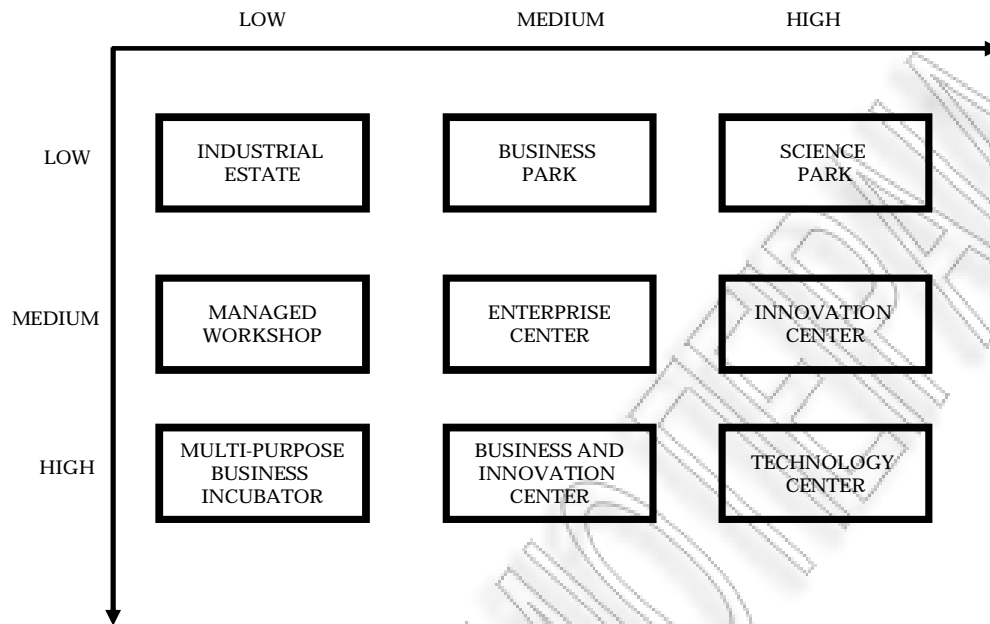 LOW MEDIUM HIGH
LOW
INDUSTRIAL
ESTATE
BUSINESS
PARK
SCIENCE
PARK
MEDIUM
MANAGED
WORKSHOP
ENTERPRISE
CENTER
INNOVATION
CENTER
HIGH
MULTI-PURPOSE
BUSINESS
INCUBATOR
BUSINESS AND
INNOVATION
CENTER
TECHNOLOGY
CENTER